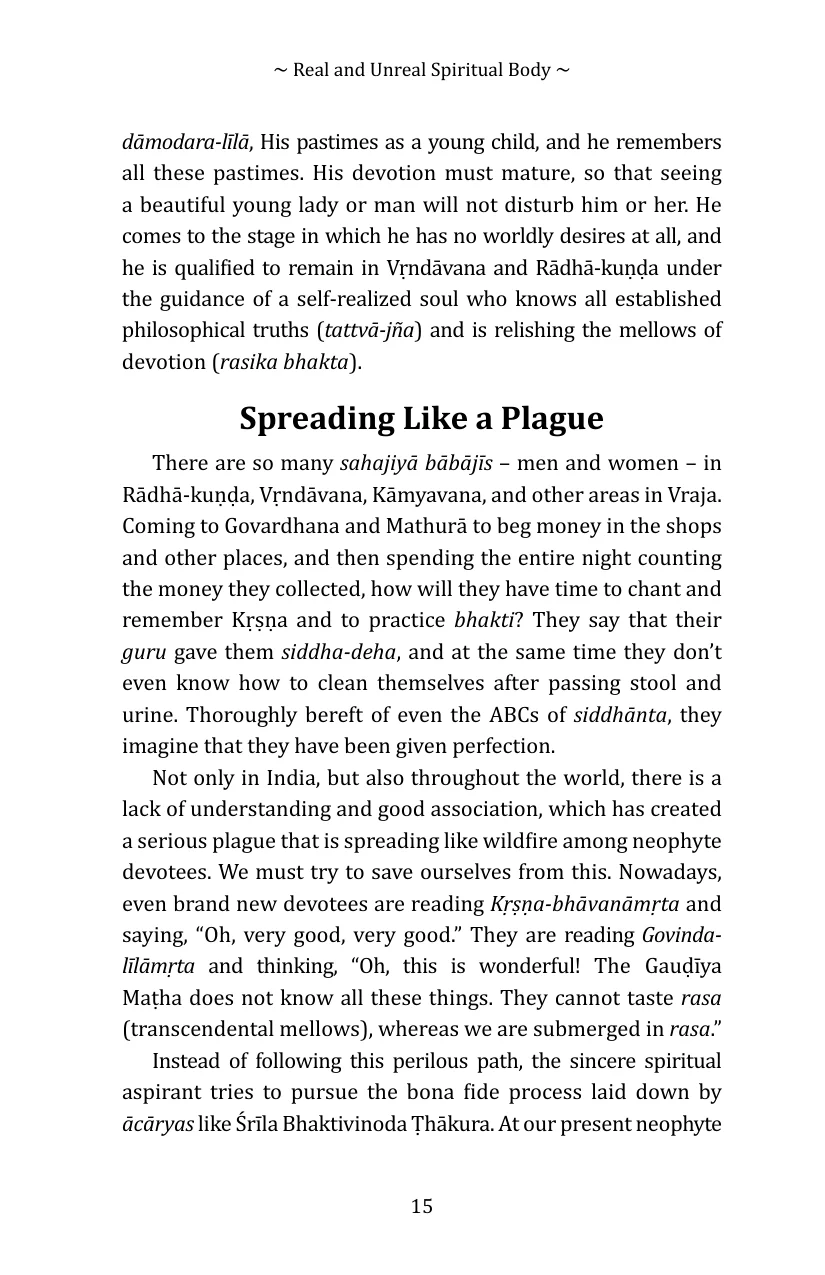 ~ Real and Unreal Spiritual Body ~
dāmodara-līlā, His pastimes as a young child, and he remembers
all these pastimes. His devotion must mature, so that seeing
a beautiful young lady or man will not disturb him or her. He
comes to the stage in which he has no worldly desires at all, and
he is qualified to remain in Vṛndāvana and Rādhā-kuṇḍa under
the guidance of a self-realized soul who knows all established
philosophical truths (tattvā-jña) and is relishing the mellows of
devotion (rasika bhakta).
Spreading Like a Plague
There are so many sahajiyā bābājīs – men and women – in
Rādhā-kuṇḍa, Vṛndāvana, Kāmyavana, and other areas in Vraja.
Coming to Govardhana and Mathurā to beg money in the shops
and other places, and then spending the entire night counting
the money they collected, how will they have time to chant and
remember Kṛṣṇa and to practice bhakti? They say that their
guru gave them siddha-deha, and at the same time they don’t
even know how to clean themselves after passing stool and
urine. Thoroughly bereft of even the ABCs of siddhānta, they
imagine that they have been given perfection.
Not only in India, but also throughout the world, there is a
lack of understanding and good association, which has created
a serious plague that is spreading like wildfire among neophyte
devotees. We must try to save ourselves from this. Nowadays,
even brand new devotees are reading Kṛṣṇa-bhāvanāmṛta and
saying, “Oh, very good, very good.” They are reading Govinda-
līlāmṛta and thinking, “Oh, this is wonderful! The Gauḍīya
Maṭha does not know all these things. They cannot taste rasa
(transcendental mellows), whereas we are submerged in rasa.”
Instead of following this perilous path, the sincere spiritual
aspirant tries to pursue the bona fide process laid down by
ācāryas like Śrīla Bhaktivinoda Ṭhākura. At our present neophyte
15